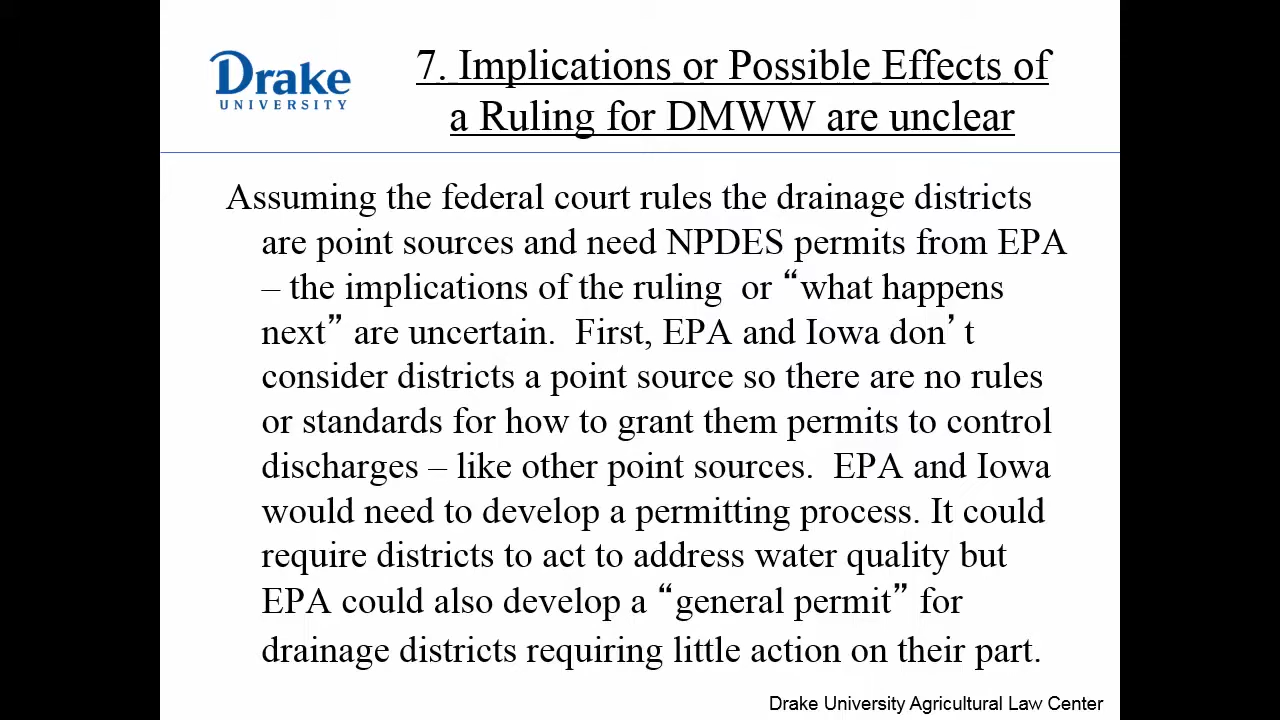 Drake
UNIVERSITY
7. Implications or Possible Effects of
a Ruling for DMWW are unclear
Assuming the federal court rules the drainage districts
are point sources and need NPDES permits from EPA
– the implications of the ruling or “what happens
next” are uncertain. First, EPA and Iowa don’t
consider districts a point source so there are no rules
or standards for how to grant them permits to control
discharges – like other point sources. EPA and Iowa
would need to develop a permitting process. It could
require districts to act to address water quality but
EPA could also develop a “general permit” for
drainage districts requiring little action on their part.
Drake University Agricultural Law Center